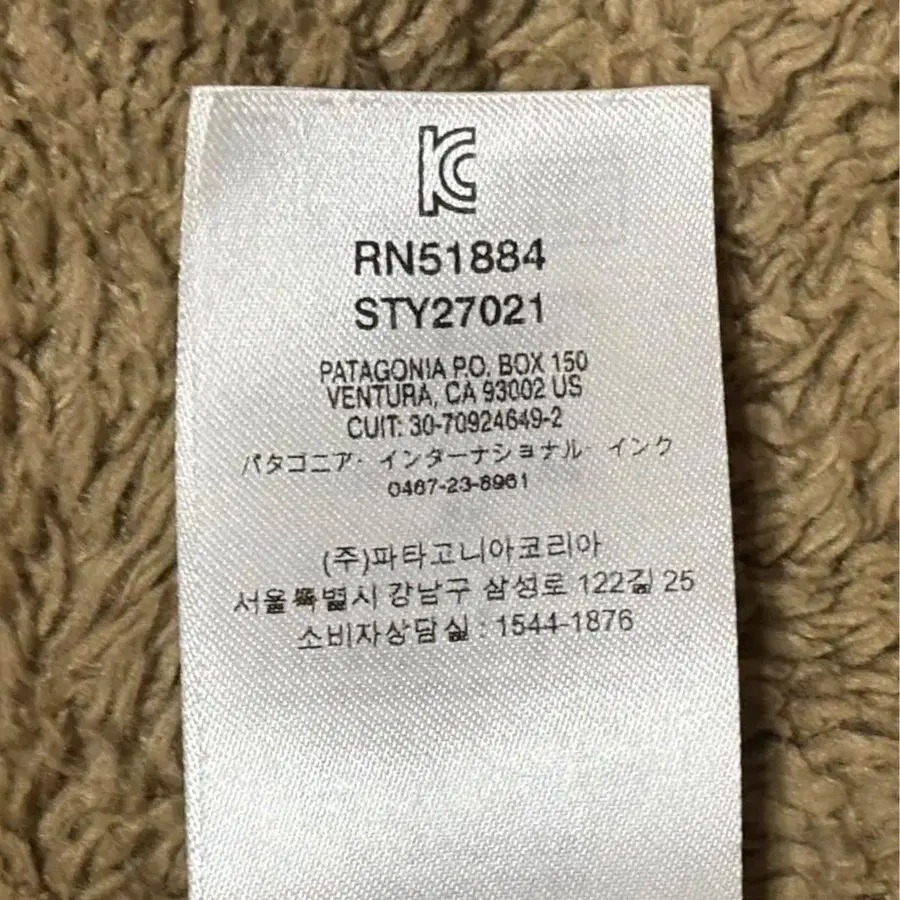 KC
RN51884
STY27021
PATAGONIA P.O. BOX 150
VENTURA, CA 93002 US
CUIT: 30-70924649-2
パタゴニア・インターナショナル・インク
0467-23-8961
(주)파타고니아코리아
서울특별시 강남구 삼성로 122길 25
소비자상담실 : 1544-1876